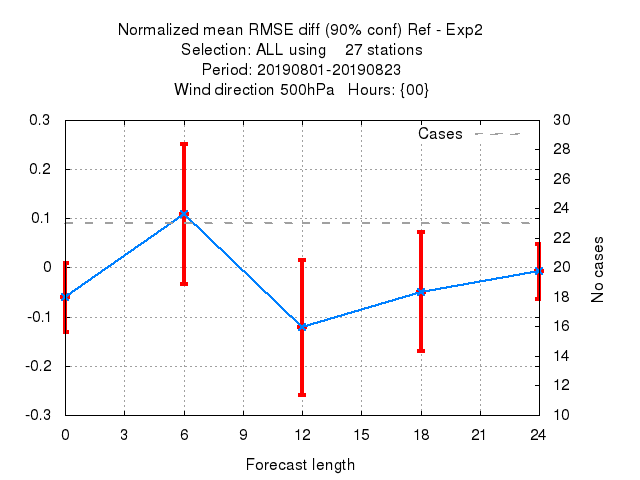 Normalized mean RMSE diff (90% conf) Ref - Exp2
Selection: ALL using    27 stations
Period: 20190801-20190823
Wind direction 500hPa   Hours: {00}
Cases
0.3
0.2
0.1
0
-0.1
-0.2
-0.3
30
28
26
24
22
20
18
16
14
12
10
No cases
0 3 6 9 12 15 18 21 24
Forecast length